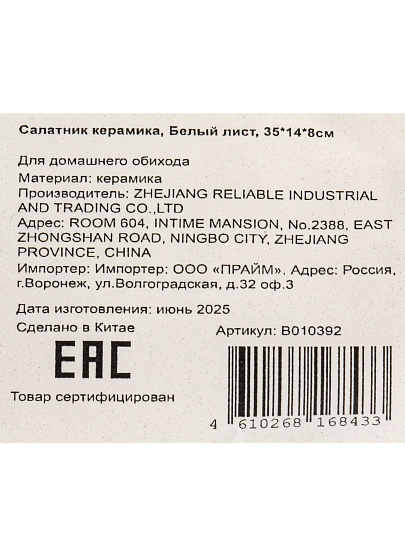 Салатник керамика, Белый лист, 35*14*8см
Для домашнего обихода
Материал: керамика
Производитель: ZHEJIANG RELIABLE INDUSTRIAL
AND TRADING CO.,LTD
Адрес: ROOM 604, INTIME MANSION, No.2388, EAST
ZHONGSHAN ROAD, NINGBO CITY, ZHEJIANG
PROVINCE, CHINA
Импортер: Импортер: ООО «ПРАЙМ». Адрес: Россия,
г.Воронеж, ул.Волгоградская, д.32 оф.3
Дата изготовления: июнь 2025
Сделано в Китае Артикул: B010392
EAC
Товар сертифицирован
4 610268 168433